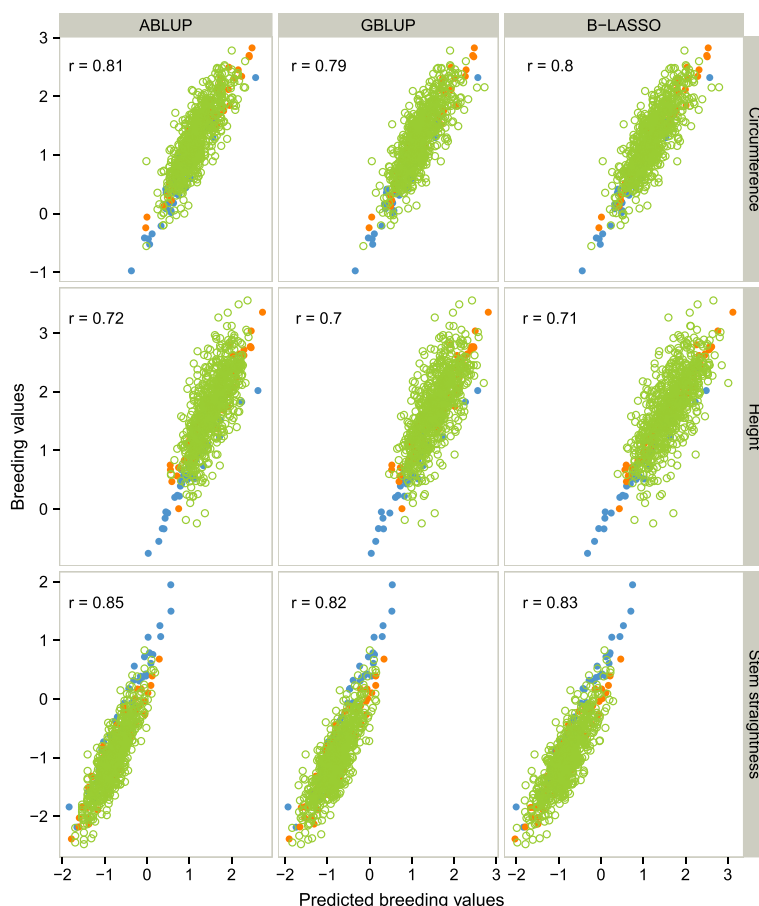 ABLUP GBLUP B−LASSO
3 2 1 0 −1
r = 0.81 r = 0.79 r = 0.8
Circumference
3 2 1 0
r = 0.72 r = 0.7 r = 0.71
Height
2 1 0 −1 −2
r = 0.85 r = 0.82 r = 0.83
Stem straightness
Breeding values
−2 −1 0 1 2 −2 −1 0 1 2 3 −2 −1 0 1 2 3
Predicted breeding values